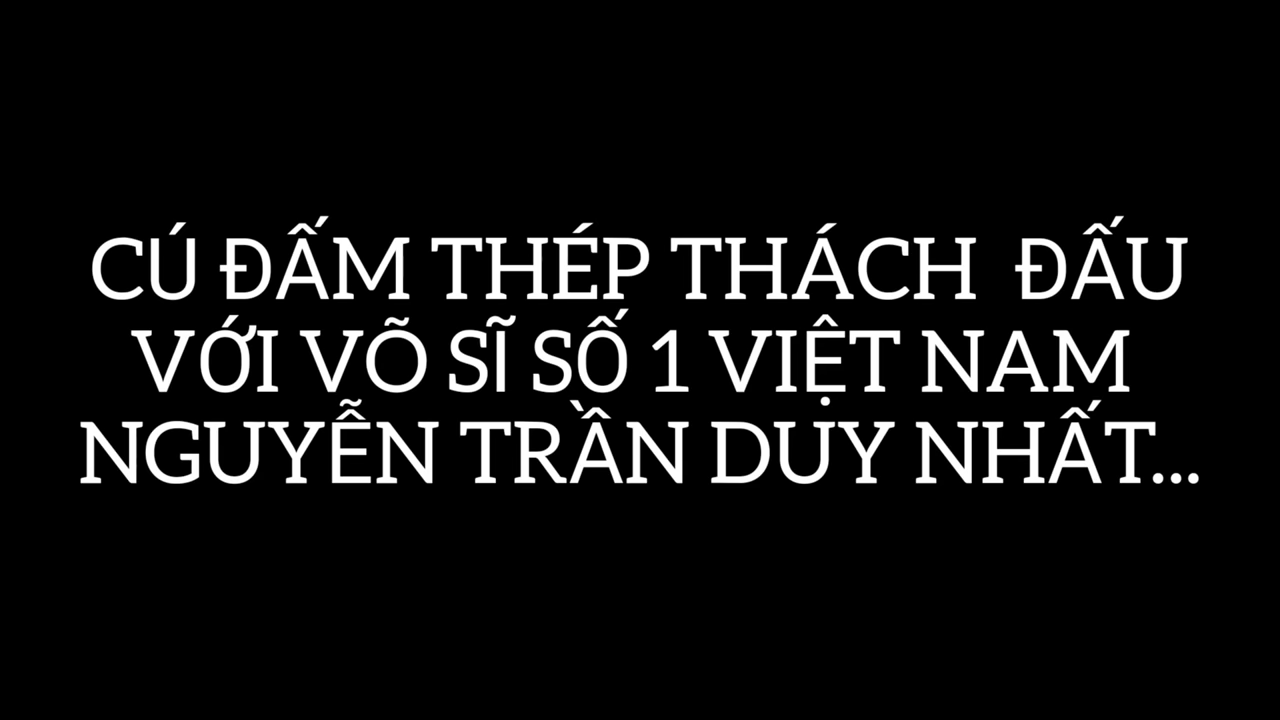 CÚ ĐẤM THÉP THÁCH ĐẤU
VỚI VÕ SĨ SỐ 1 VIỆT NAM
NGUYỄN TRẦN DUY NHẤT...